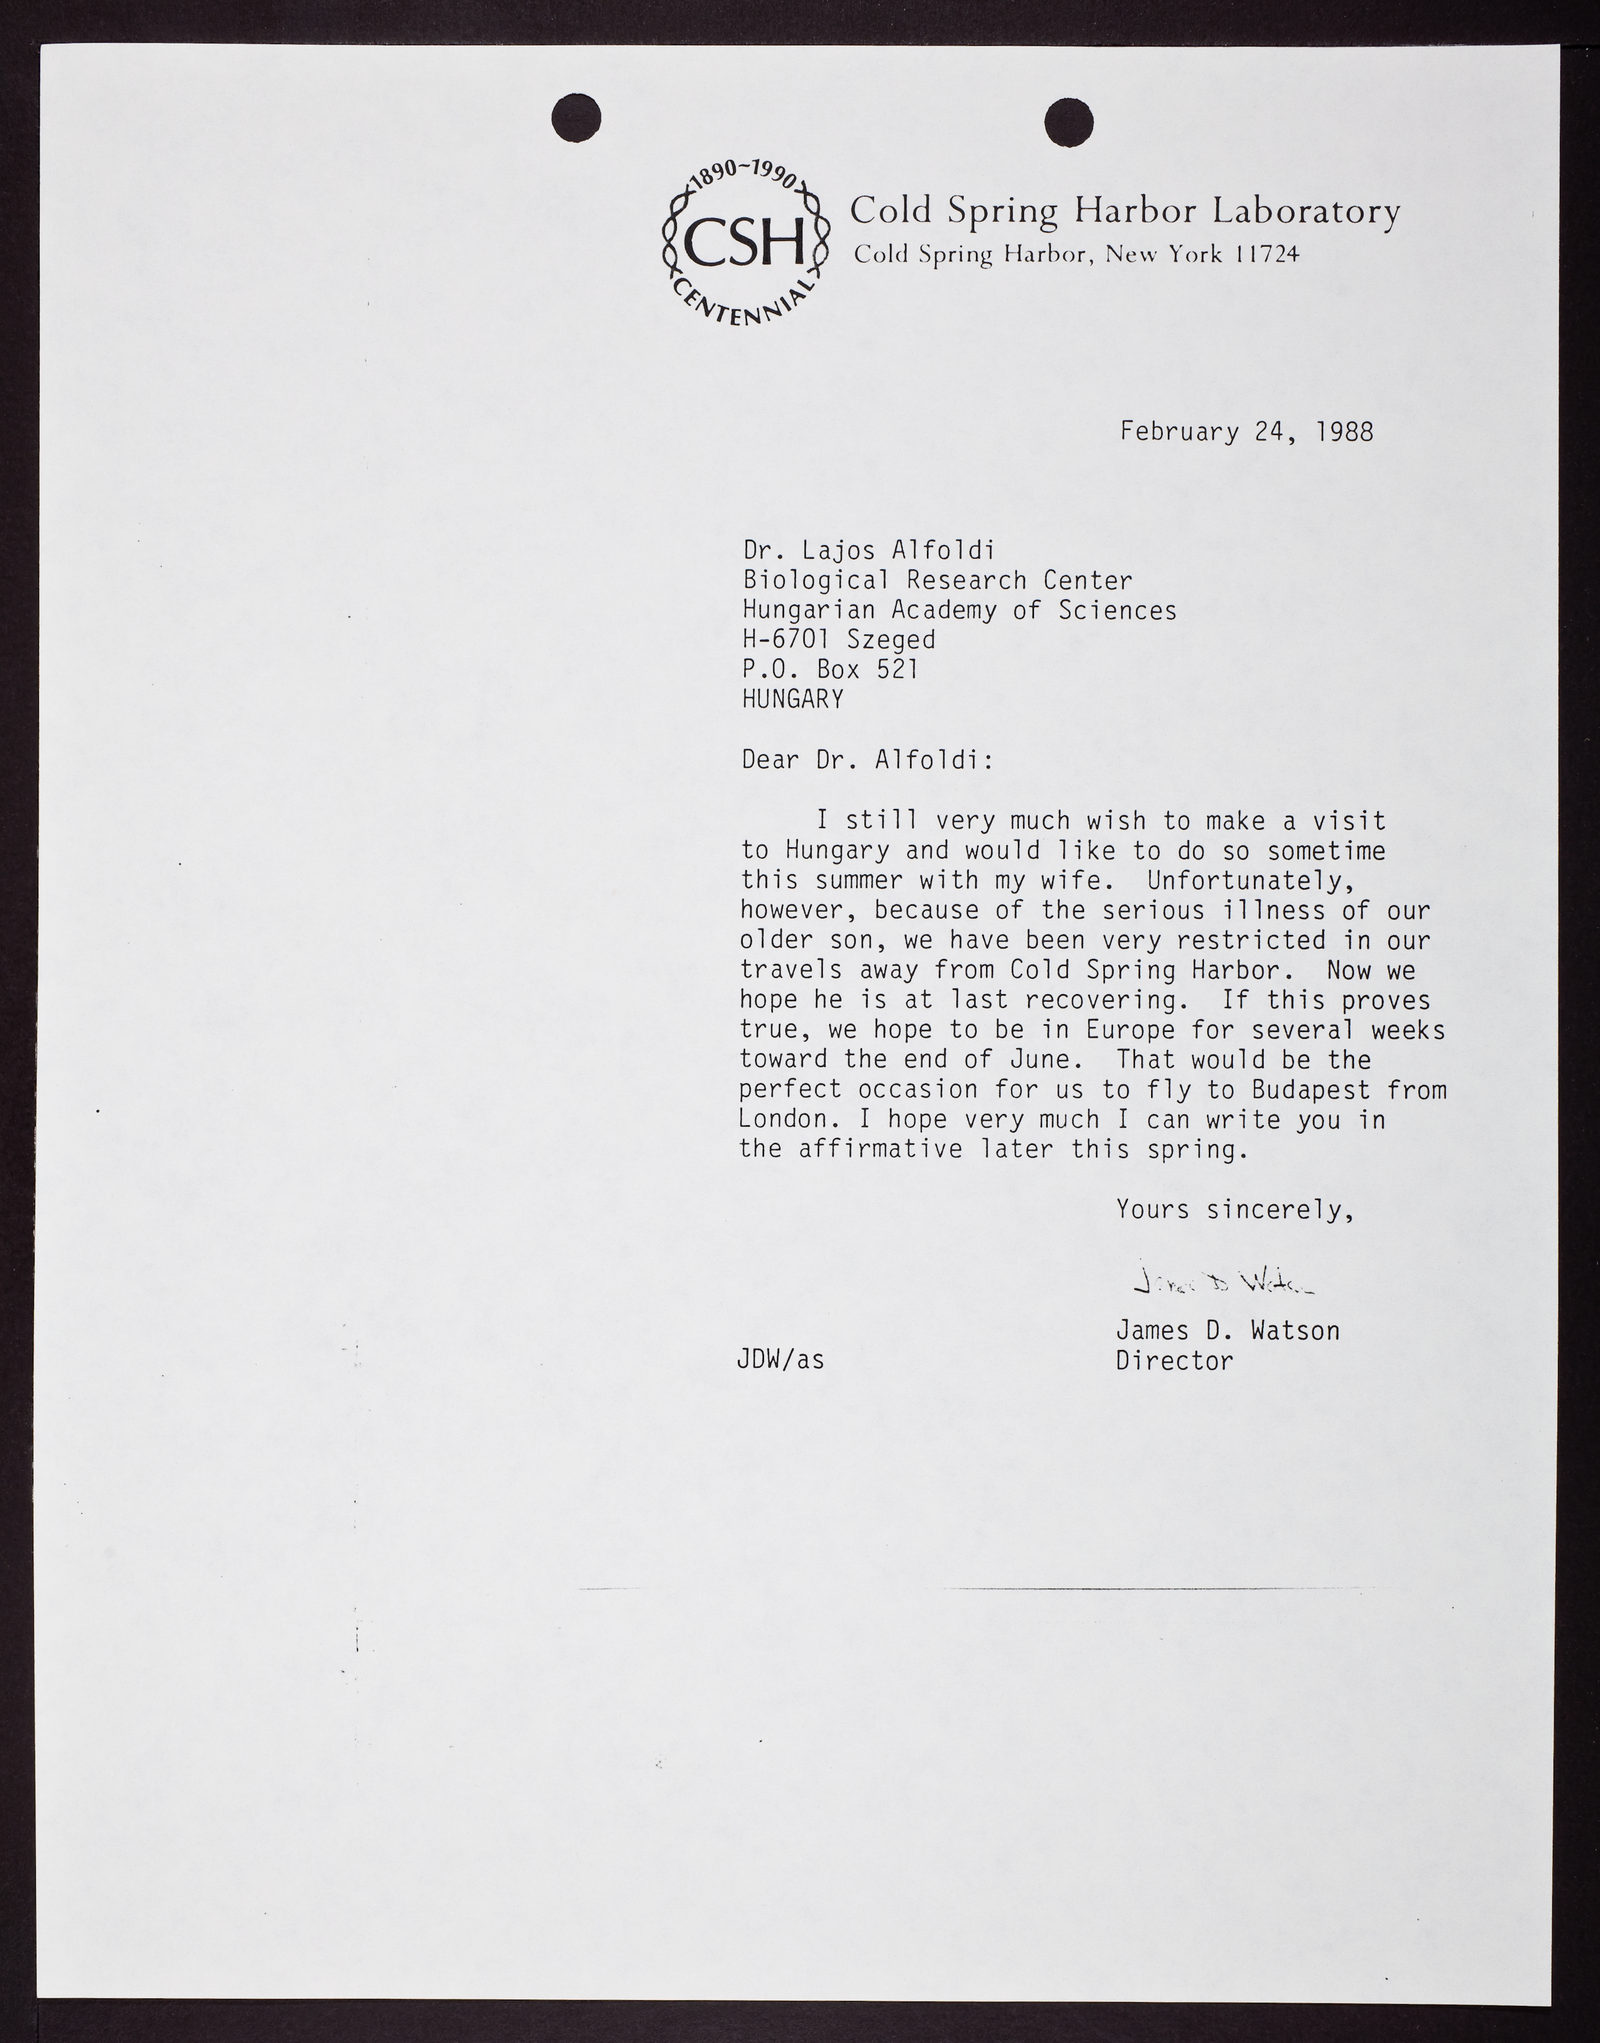 1890~1990
CSH
CENTENNIAL
Cold Spring Harbor Laboratory
Cold Spring Harbor, New York 11724
February 24, 1988
Dr. Lajos Alfoldi
Biological Research Center
Hungarian Academy of Sciences
H-6701 Szeged
P.O. Box 521
HUNGARY
Dear Dr. Alfoldi:
I still very much wish to make a visit
to Hungary and would like to do so sometime
this summer with my wife. Unfortunately,
however, because of the serious illness of our
older son, we have been very restricted in our
travels away from Cold Spring Harbor. Now we
hope he is at last recovering. If this proves
true, we hope to be in Europe for several weeks
toward the end of June. That would be the
perfect occasion for us to fly to Budapest from
London. I hope very much I can write you in
the affirmative later this spring.
Yours sincerely,
James D Watson
James D. Watson
JDW/as Director